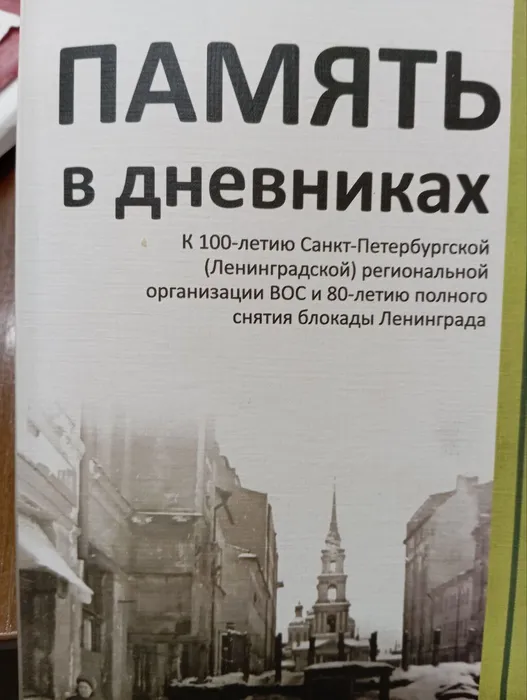 ПАМЯТЬ
в дневниках
К 100-летию Санкт-Петербургской
(Ленинградской) региональной
организации ВОС и 80-летию полного
снятия блокады Ленинграда